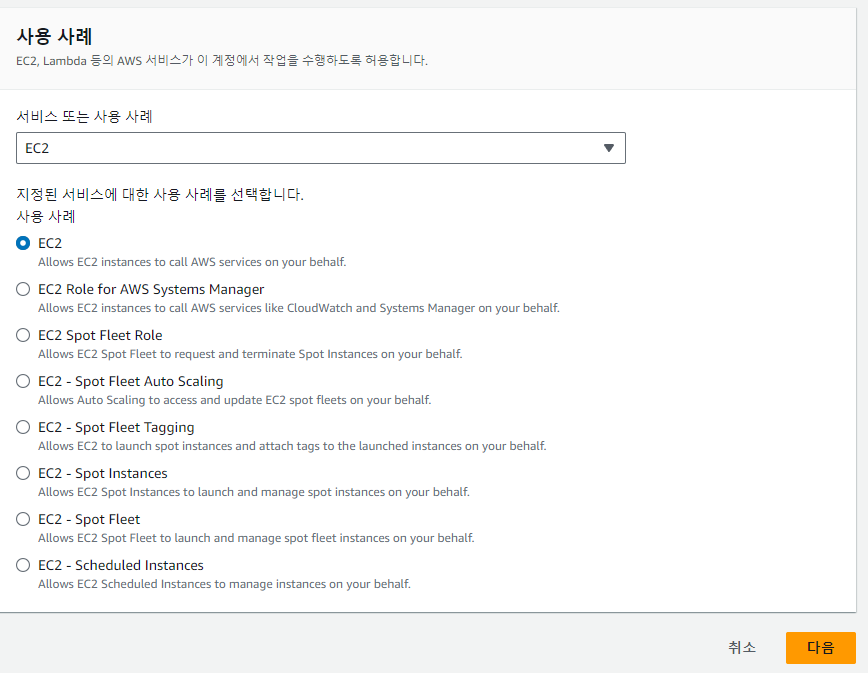 사용 사례
EC2, Lambda 등의 AWS 서비스가 이 계정에서 작업을 수행하도록 허용합니다.
서비스 또는 사용 사례
EC2
지정된 서비스에 대한 사용 사례를 선택합니다.
사용 사례
EC2
Allows EC2 instances to call AWS services on your behalf.
EC2 Role for AWS Systems Manager
Allows EC2 instances to call AWS services like CloudWatch and Systems Manager on your behalf.
EC2 Spot Fleet Role
Allows EC2 Spot Fleet to request and terminate Spot Instances on your behalf.
EC2 - Spot Fleet Auto Scaling
Allows Auto Scaling to access and update EC2 spot fleets on your behalf.
EC2 - Spot Fleet Tagging
Allows EC2 to launch spot instances and attach tags to the launched instances on your behalf.
EC2 - Spot Instances
Allows EC2 Spot Instances to launch and manage spot instances on your behalf.
EC2 - Spot Fleet
Allows EC2 Spot Fleet to launch and manage spot fleet instances on your behalf.
EC2 - Scheduled Instances
Allows EC2 Scheduled Instances to manage instances on your behalf.
취소 다음